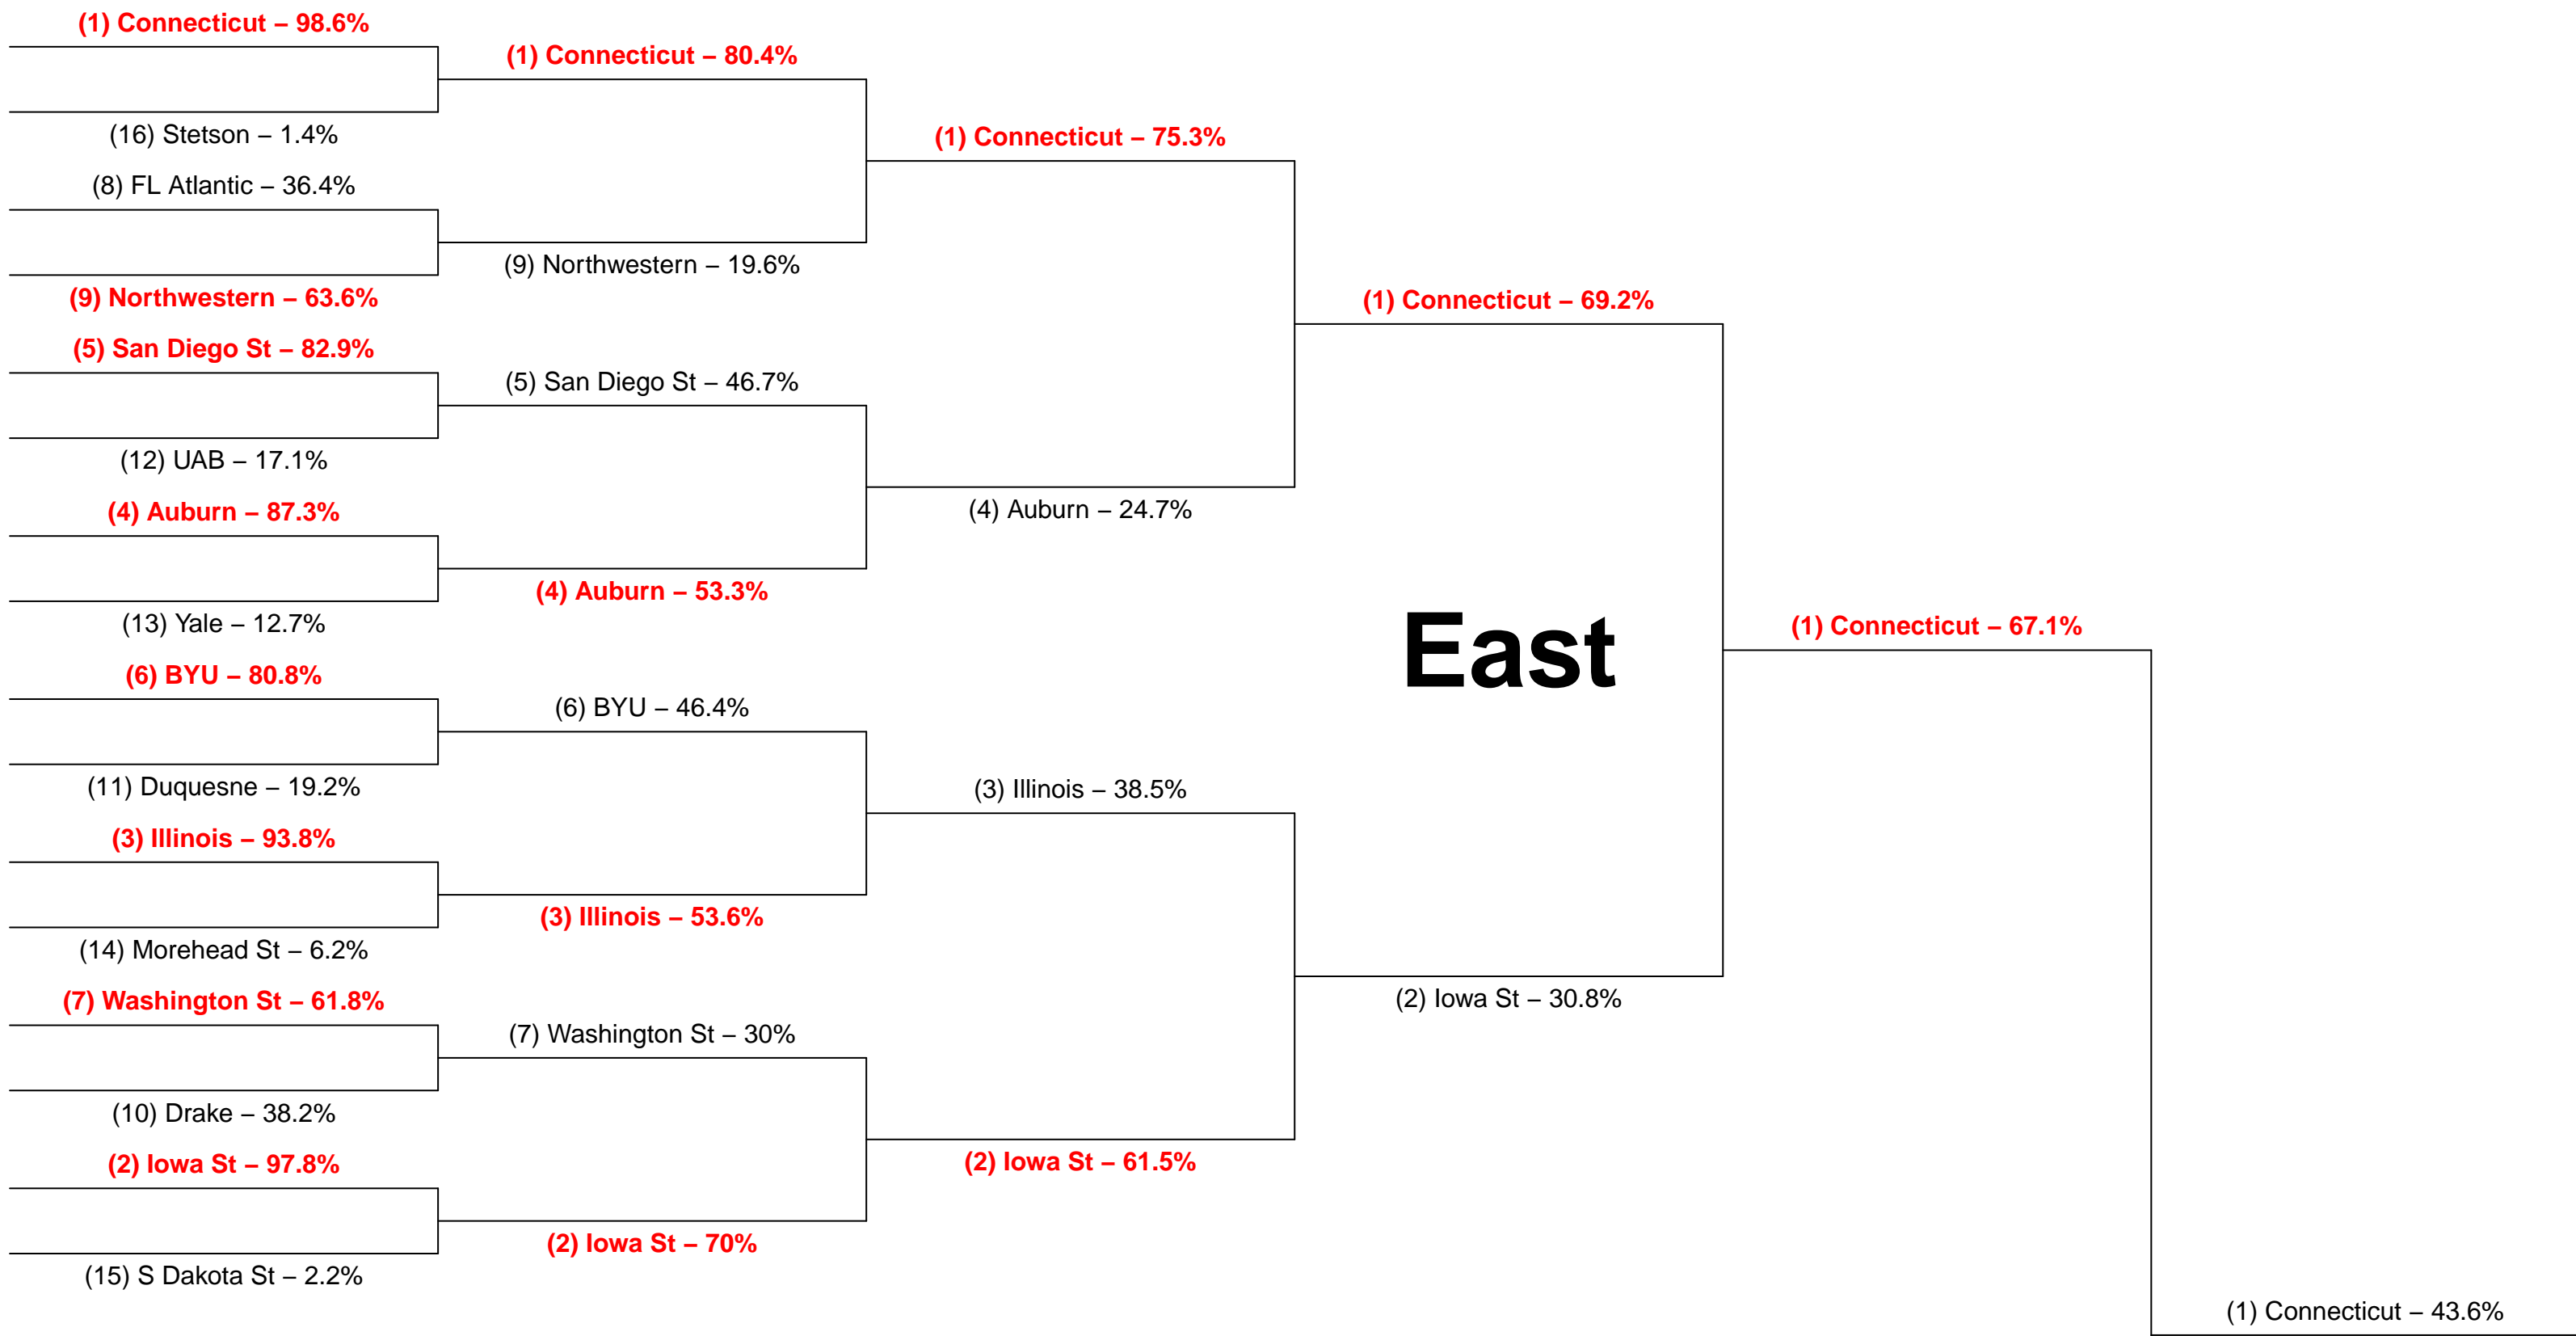 (1) Connecticut – 98.6%
(16) Stetson – 1.4%
(8) FL Atlantic – 36.4%
(9) Northwestern – 63.6%
(5) San Diego St – 82.9%
(12) UAB – 17.1%
(4) Auburn – 87.3%
(13) Yale – 12.7%
(6) BYU – 80.8%
(11) Duquesne – 19.2%
(3) Illinois – 93.8%
(14) Morehead St – 6.2%
(7) Washington St – 61.8%
(10) Drake – 38.2%
(2) Iowa St – 97.8%
(15) S Dakota St – 2.2%
(1) Connecticut – 80.4%
(9) Northwestern – 19.6%
(5) San Diego St – 46.7%
(4) Auburn – 53.3%
(6) BYU – 46.4%
(3) Illinois – 53.6%
(7) Washington St – 30%
(2) Iowa St – 70%
(1) Connecticut – 75.3%
(4) Auburn – 24.7%
(3) Illinois – 38.5%
(2) Iowa St – 61.5%
(1) Connecticut – 69.2%
East
(2) Iowa St – 30.8%
(1) Connecticut – 67.1%
(1) Connecticut – 43.6%